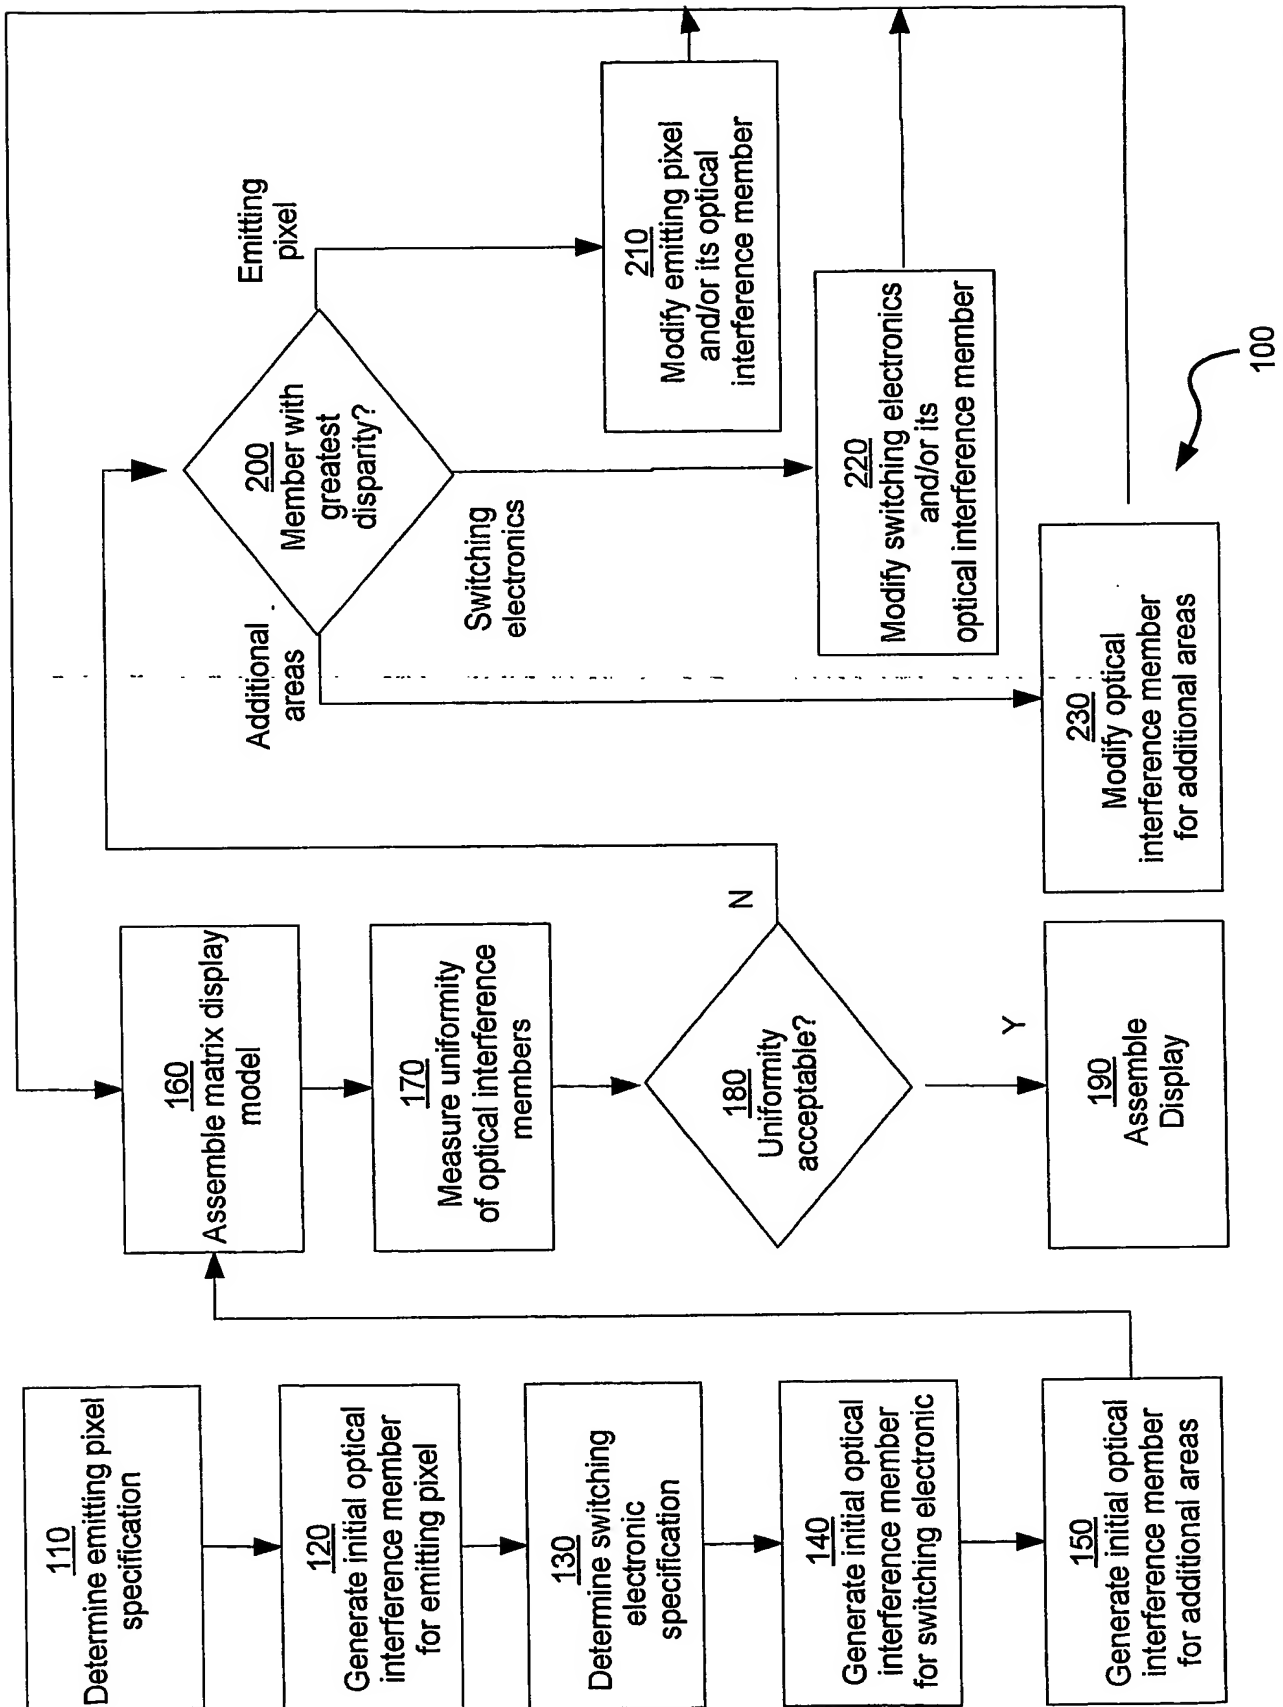 110
Determine emitting pixel
specification
120
Generate initial optical
interference member
for emitting pixel
130
Determine switching
electronic
specification
140
Generate initial optical
interference member
for switching electronic
150
Generate initial optical
interference member
for additional areas
160
Assemble matrix display
model
170
Measure uniformity
of optical interference
members
180
Uniformity
acceptable?
N
Y
190
Assemble
Display
200
Member with
greatest
disparity?
Emitting
pixel
Switching
electronics
Additional
areas
210
Modify emitting pixel
and/or its optical
interference member
220
Modify switching electronics
and/or its
optical interference member
230
Modify optical
interference member
for additional areas
100